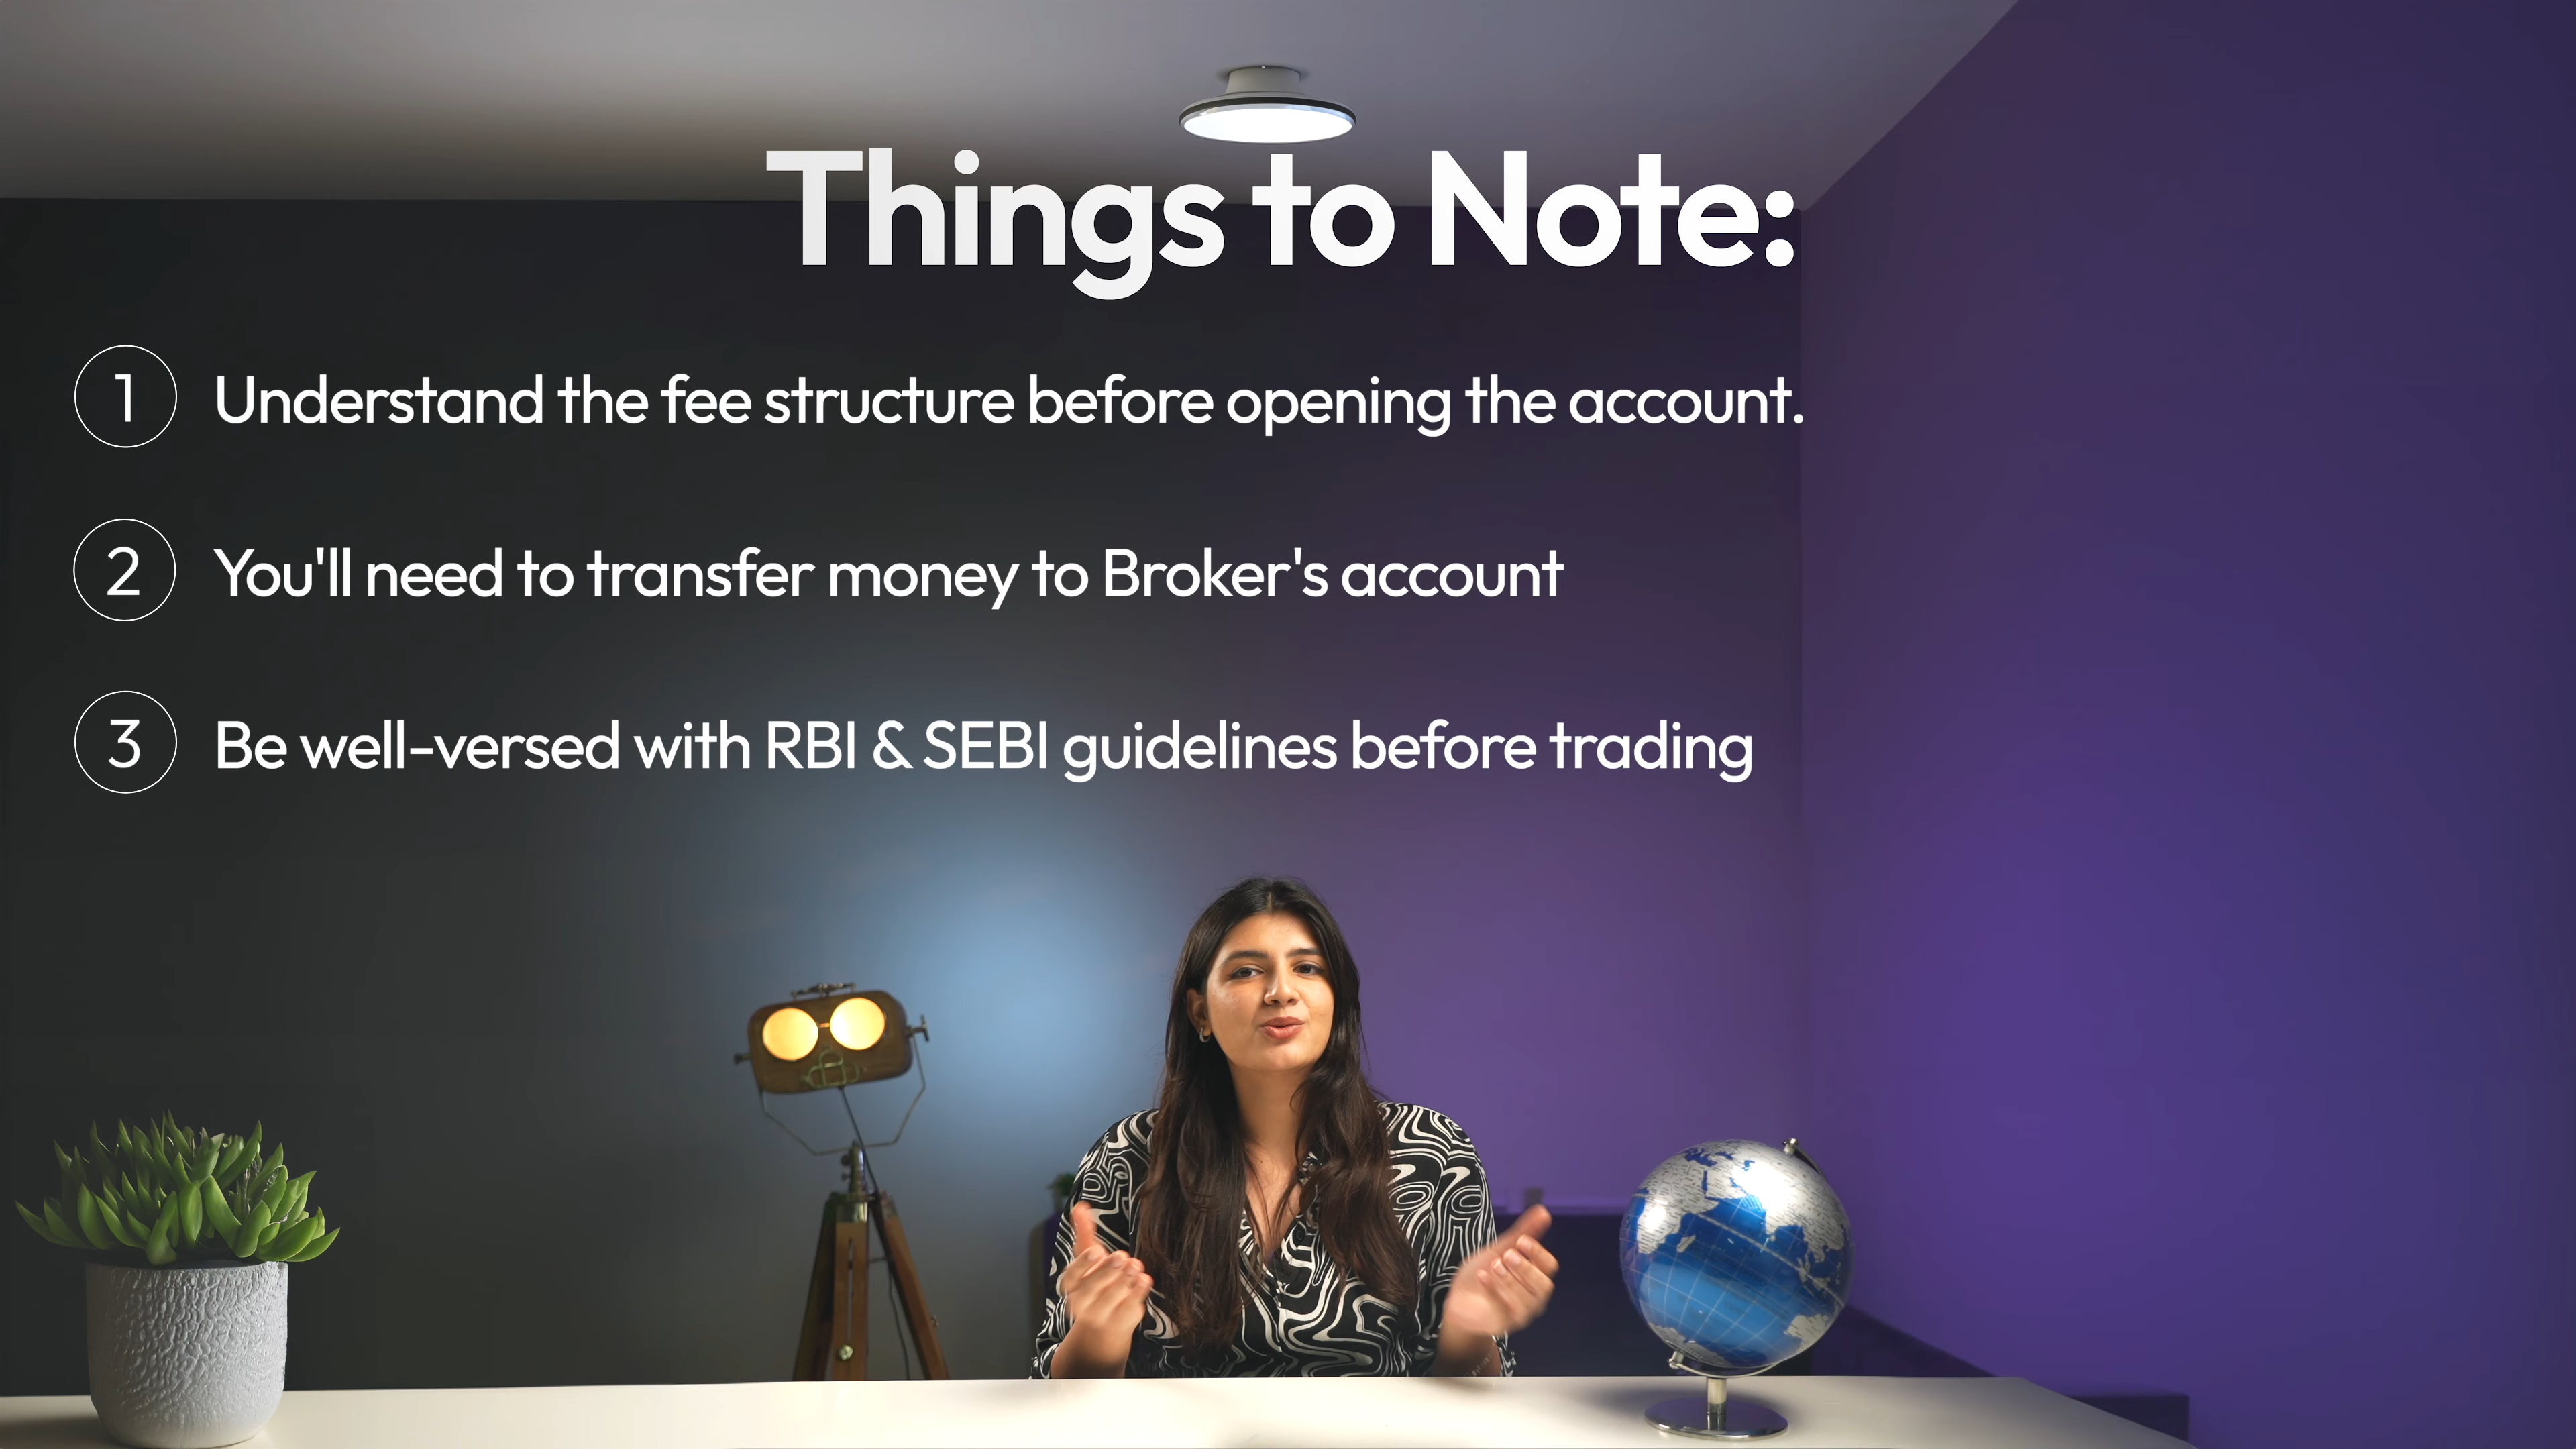 Things to Note:
1 Understand the fee structure before opening the account.
2 You'll need to transfer money to Broker's account
3 Be well-versed with RBI & SEBI guidelines before trading